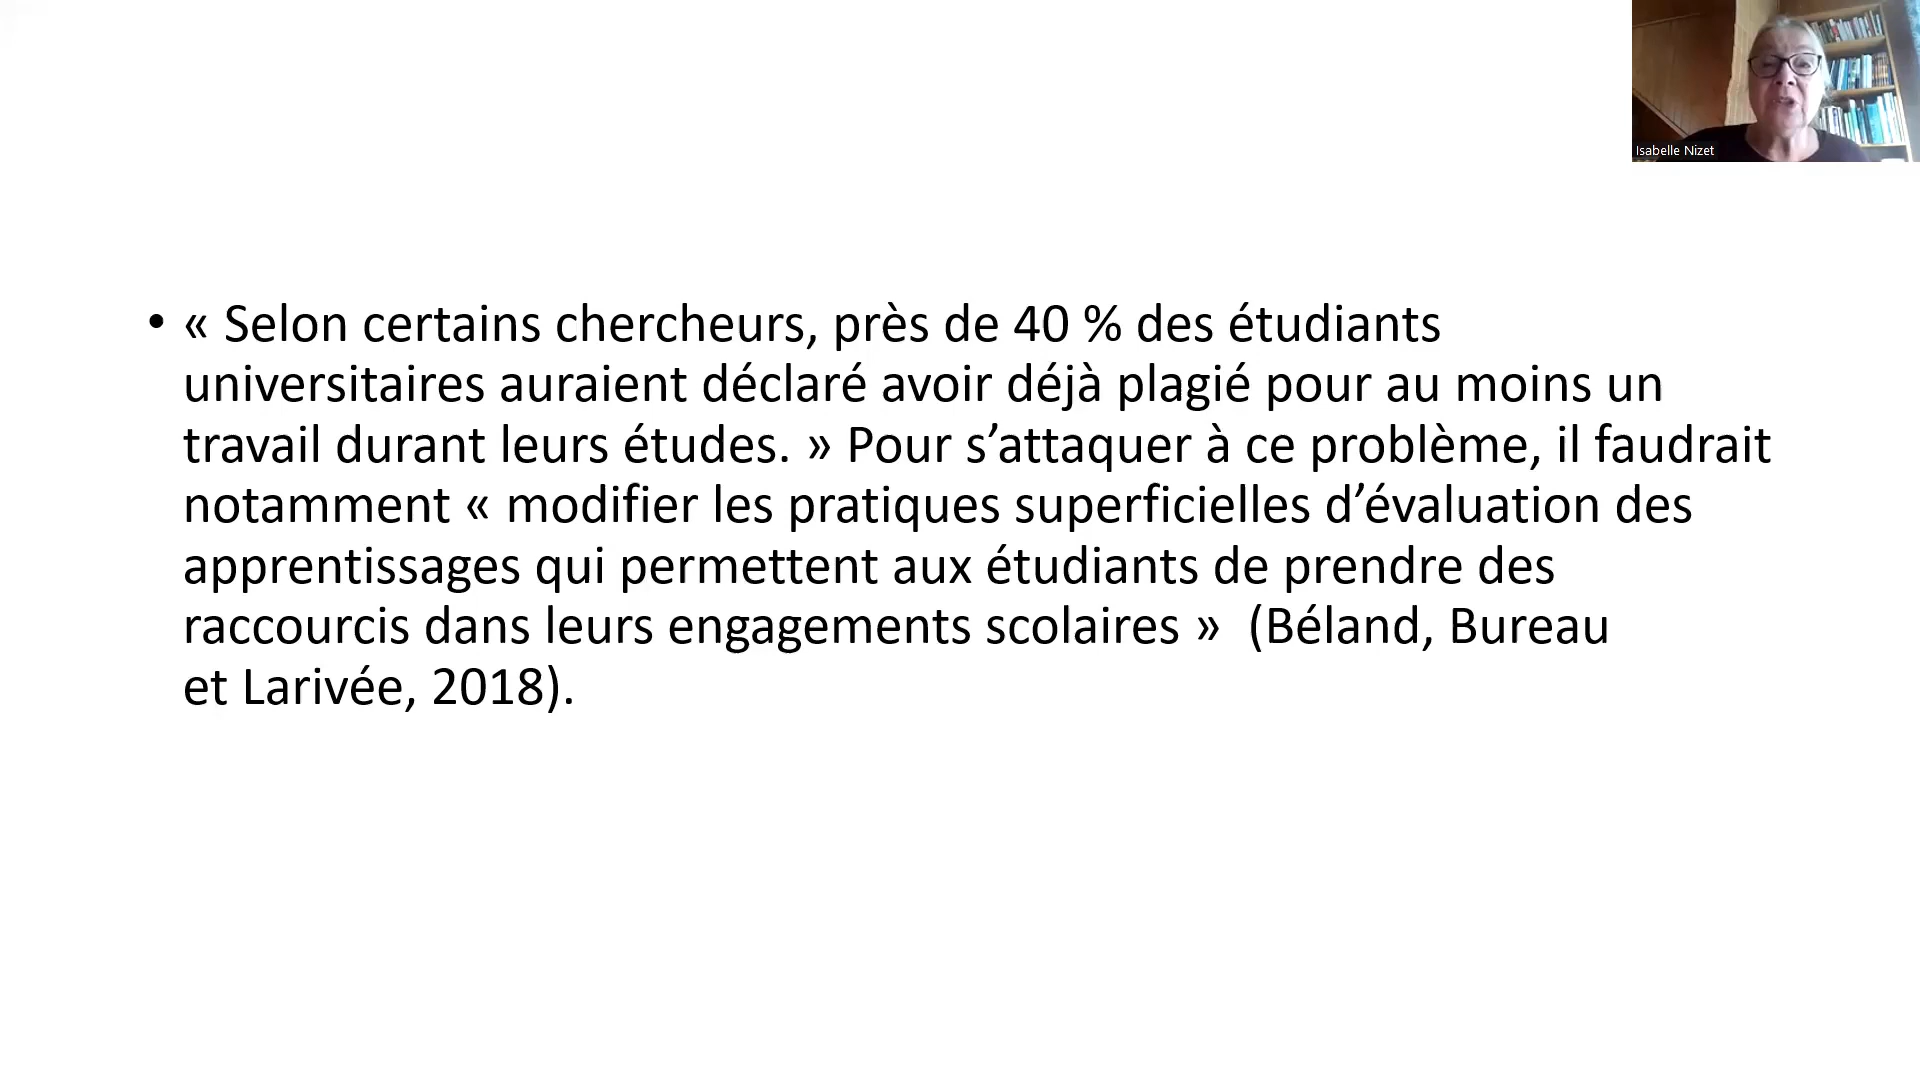 Isabelle Nizet
• « Selon certains chercheurs, près de 40 % des étudiants
universitaires auraient déclaré avoir déjà plagié pour au moins un
travail durant leurs études. » Pour s’attaquer à ce problème, il faudrait
notamment « modifier les pratiques superficielles d’évaluation des
apprentissages qui permettent aux étudiants de prendre des
raccourcis dans leurs engagements scolaires »  (Béland, Bureau
et Larivée, 2018).